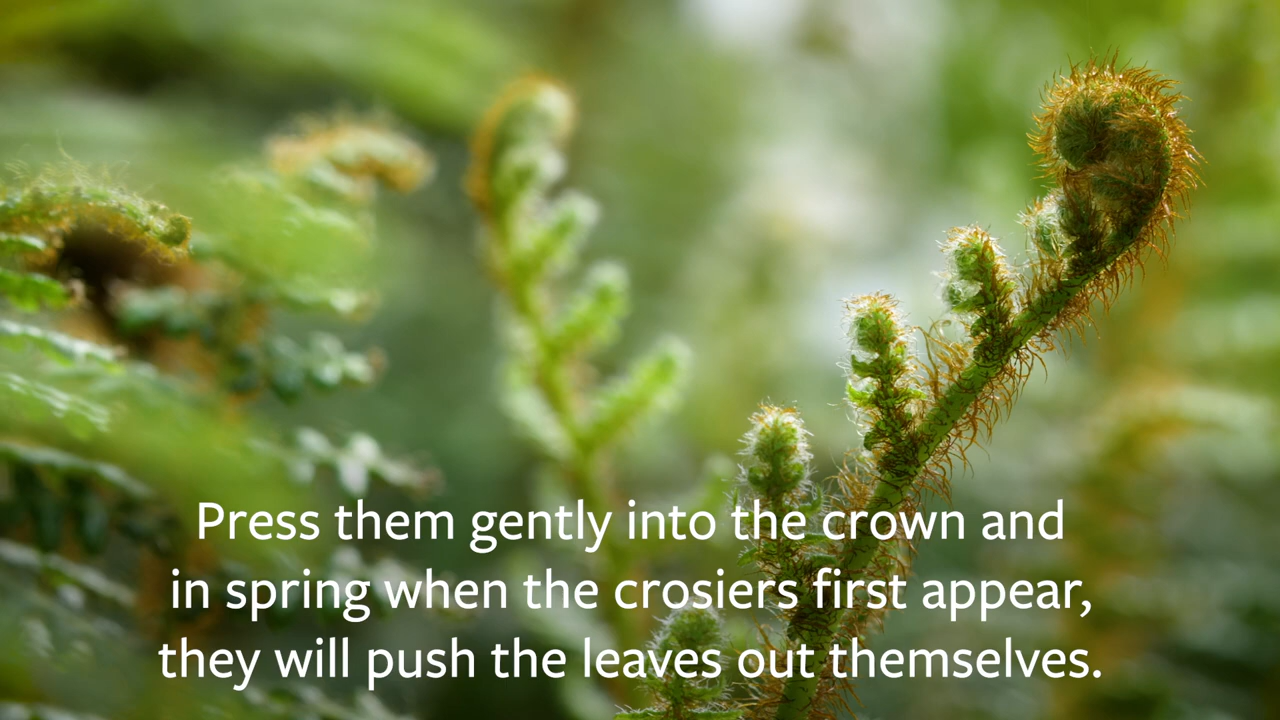 Press them gently into the crown and
in spring when the crosiers first appear,
they will push the leaves out themselves.